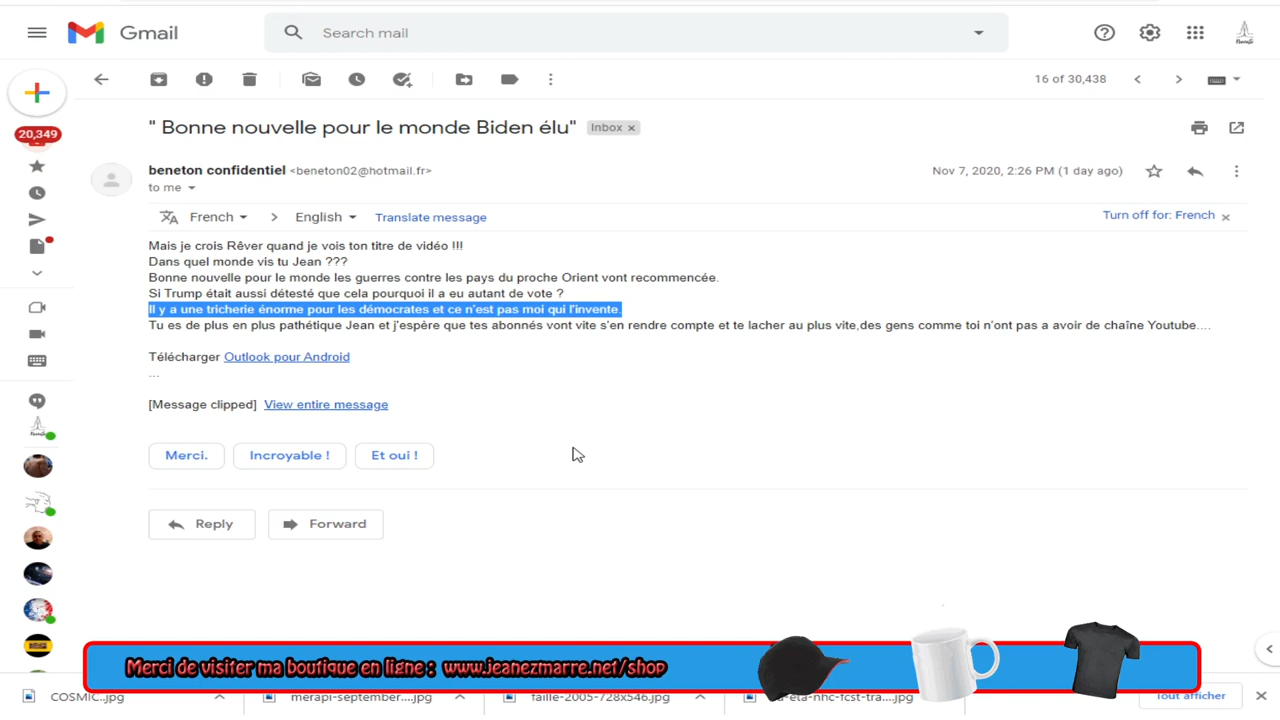 Gmail
Search mail
16 of 30,438
20,349
" Bonne nouvelle pour le monde Biden élu" Inbox ×
beneton confidentiel <beneton02@hotmail.fr>
Nov 7, 2020, 2:26 PM (1 day ago)
to me
French > English Translate message
Turn off for: French ×
Mais je crois Rêver quand je vois ton titre de vidéo !!!
Dans quel monde vis tu Jean ???
Bonne nouvelle pour le monde les guerres contre les pays du proche Orient vont recommencée.
Si Trump était aussi détesté que cela pourquoi il a eu autant de vote ?
Il y a une tricherie énorme pour les démocrates et ce n'est pas moi qui l'invente.
Tu es de plus en plus pathétique Jean et j'espère que tes abonnés vont vite s'en rendre compte et te lacher au plus vite,des gens comme toi n'ont pas a avoir de chaîne Youtube....
Télécharger Outlook pour Android
...
[Message clipped] View entire message
Merci.
Incroyable !
Et oui !
Reply
Forward
Merci de visiter ma boutique en ligne : www.jeanezmarre.net/shop
COSMIC...jpg
merapi-september....jpg
faille-2005-728x546.jpg
-eta-nhc-fcst-tra....jpg
Tout afficher